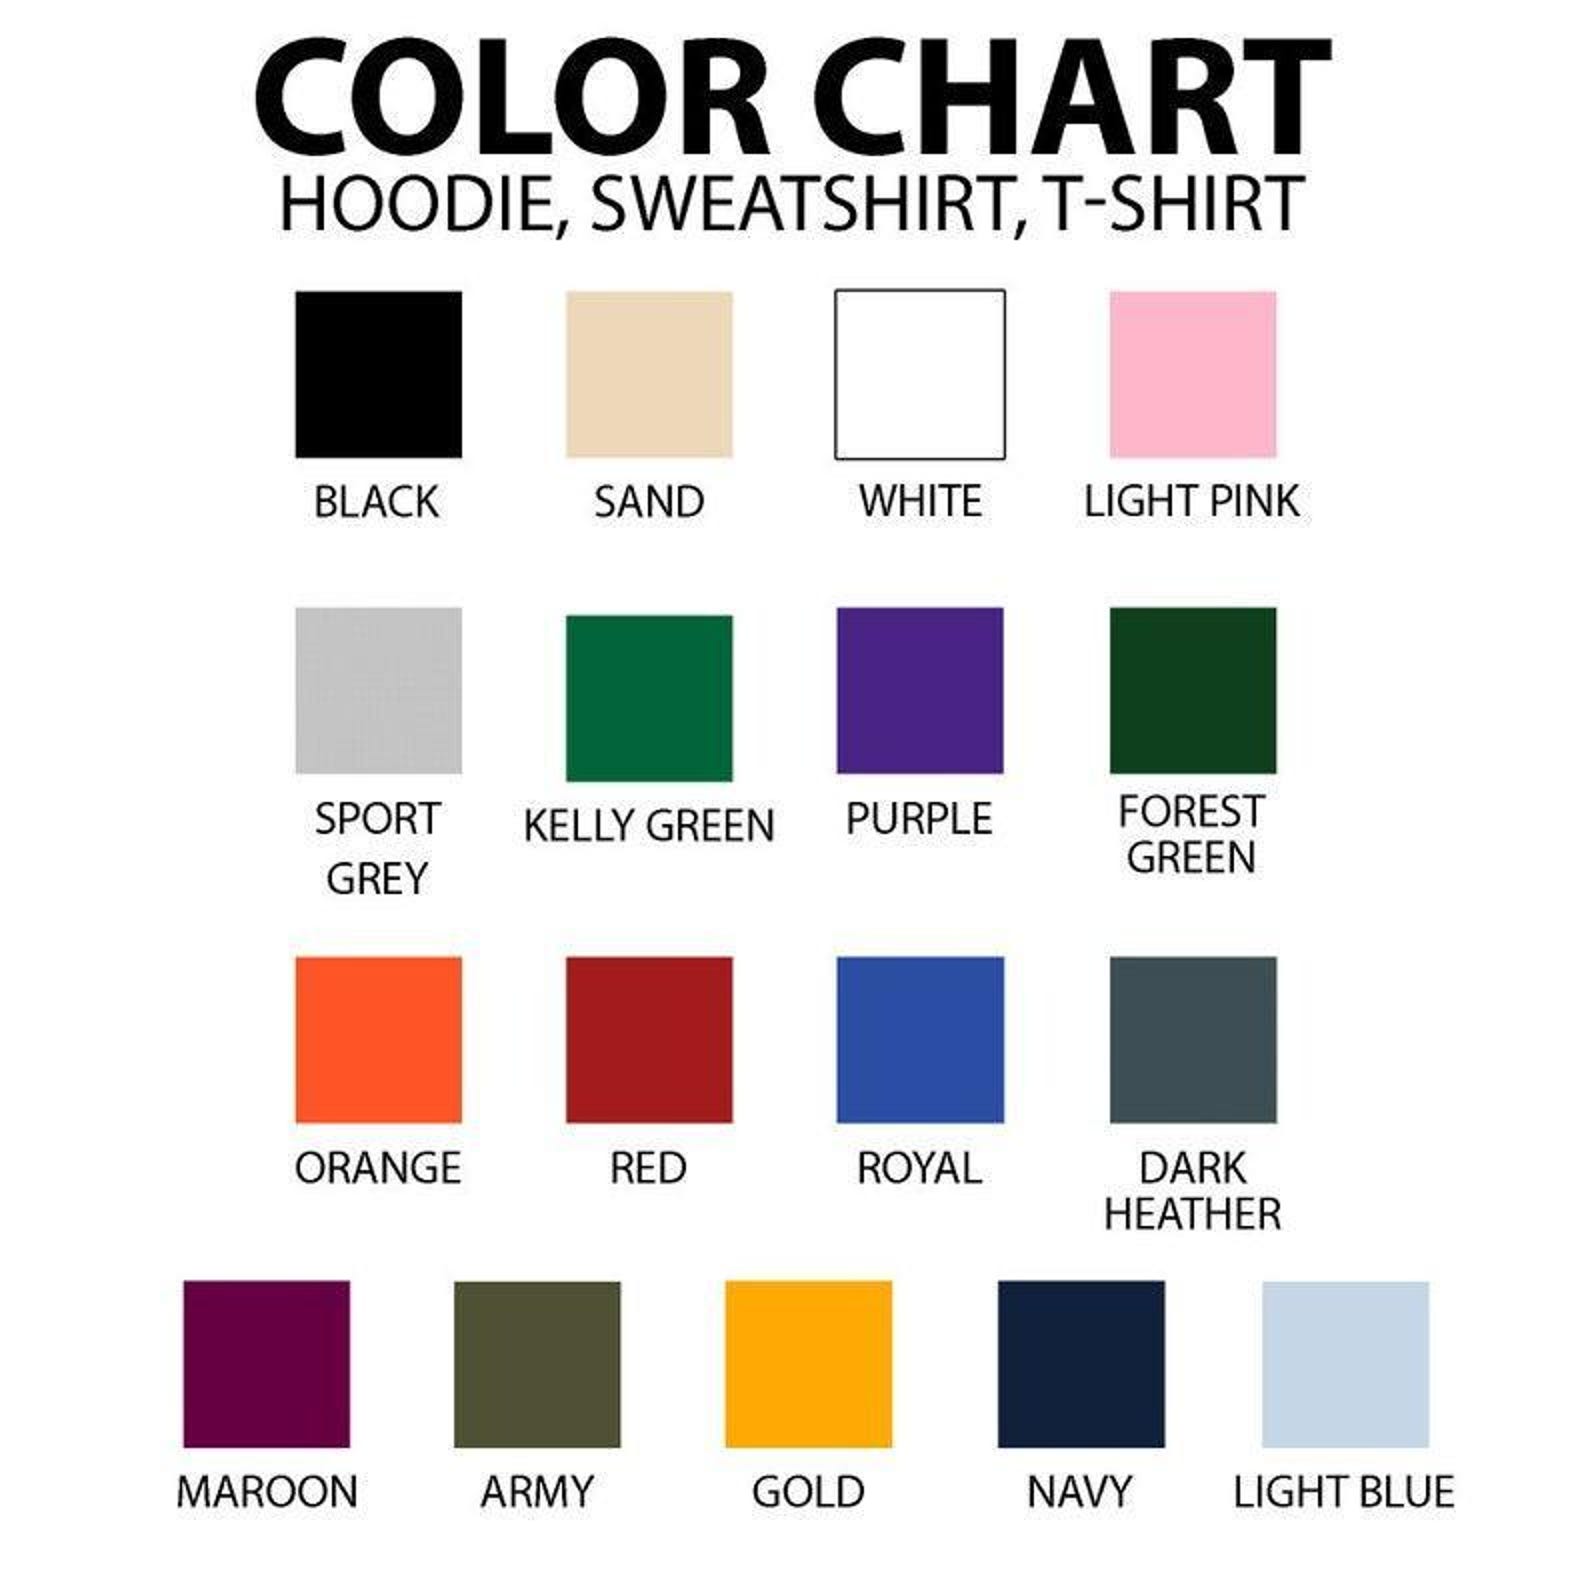 COLOR CHART
HOODIE, SWEATSHIRT, T-SHIRT
BLACK
SAND
WHITE
LIGHT PINK
SPORT
GREY
KELLY GREEN
PURPLE
FOREST
GREEN
ORANGE
RED
ROYAL
DARK
HEATHER
MAROON
ARMY
GOLD
NAVY
LIGHT BLUE